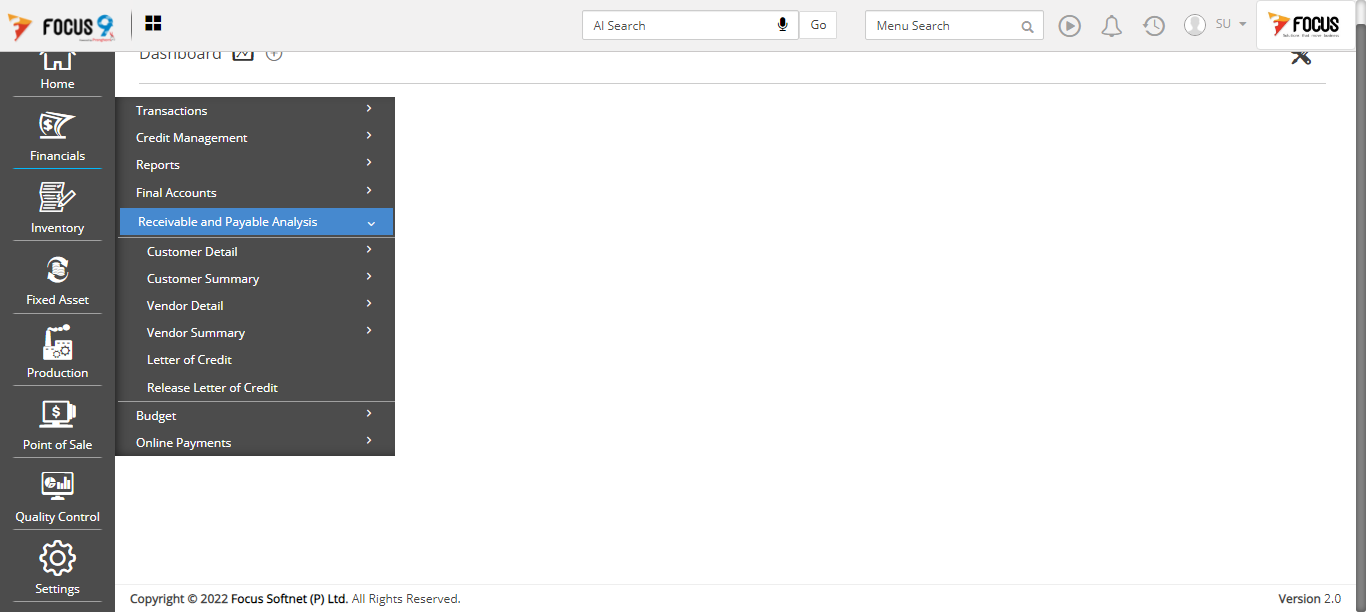 FOCUS 9
AI Search
Go
Menu Search
SU
FOCUS
Dashboard
Home
Financials
Inventory
Fixed Asset
Production
Point of Sale
Quality Control
Settings
Transactions
Credit Management
Reports
Final Accounts
Receivable and Payable Analysis
Customer Detail
Customer Summary
Vendor Detail
Vendor Summary
Letter of Credit
Release Letter of Credit
Budget
Online Payments
Copyright © 2022 Focus Softnet (P) Ltd. All Rights Reserved.
Version 2.0